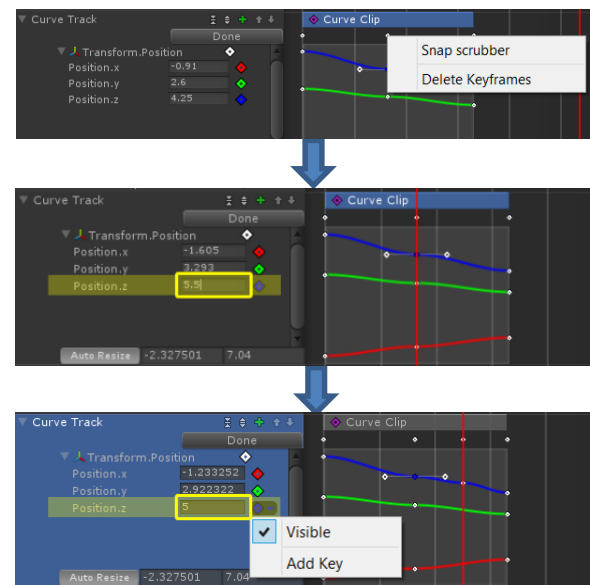 Curve Track
Curve Clip
Done
Transform.Position
Position.x -0.91
Position.y 2.6
Position.z 4.25
Snap scrubber
Delete Keyframes
Curve Track
Curve Clip
Done
Transform.Position
Position.x -1.605
Position.y 3.293
Position.z 5.5
Auto Resize -2.327501 7.04
Curve Track
Curve Clip
Done
Transform.Position
Position.x -1.233252
Position.y 2.922322
Position.z 5
Visible
Add Key
Auto Resize -2.327501 7.04